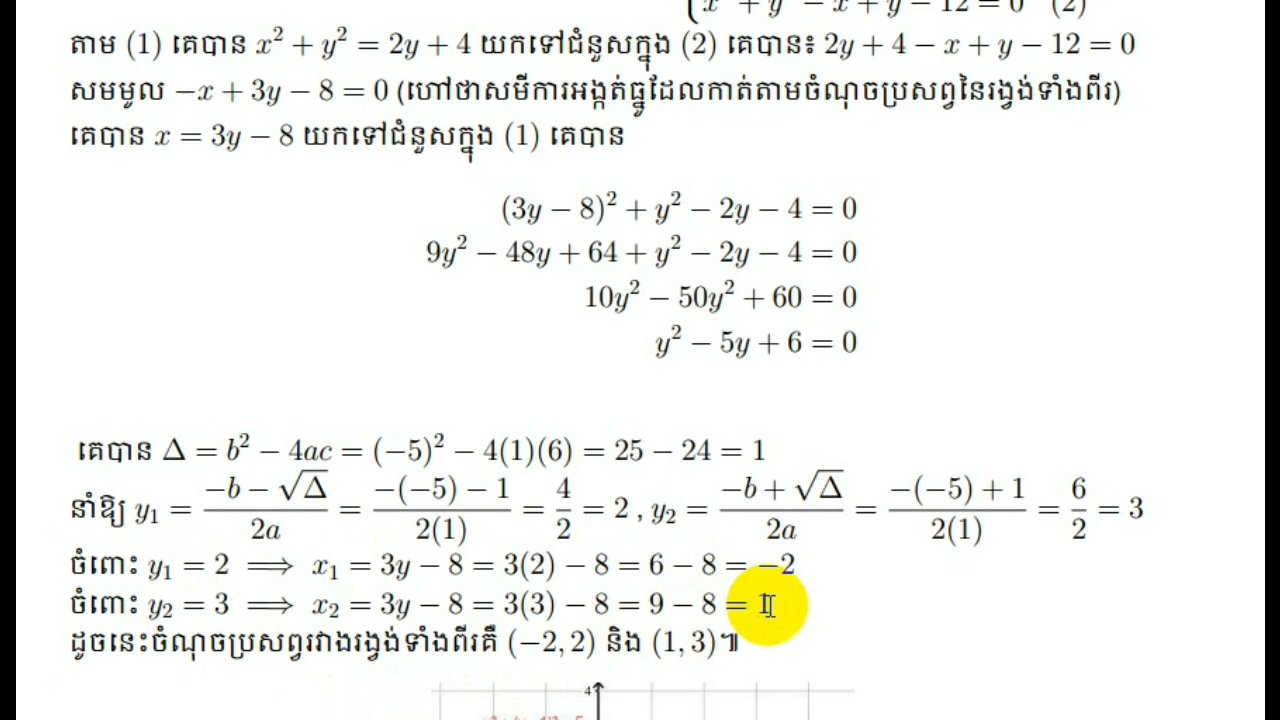 x² + y² − x + y − 12 = 0 (2)
តាម (1) គេបាន x² + y² = 2y + 4 យកទៅជំនួសក្នុង (2) គេបាន៖ 2y + 4 − x + y − 12 = 0
សមមូល −x + 3y − 8 = 0 (ហៅថាសមីការអង្កត់ធ្នូដែលកាត់តាមចំណុចប្រសព្វនៃរង្វង់ទាំងពីរ)
គេបាន x = 3y − 8 យកទៅជំនួសក្នុង (1) គេបាន
(3y − 8)² + y² − 2y − 4 = 0
9y² − 48y + 64 + y² − 2y − 4 = 0
10y² − 50y² + 60 = 0
y² − 5y + 6 = 0
គេបាន Δ = b² − 4ac = (−5)² − 4(1)(6) = 25 − 24 = 1
នាំឱ្យ y₁ = (−b − √Δ)/2a = (−(−5) − 1)/2(1) = 4/2 = 2 , y₂ = (−b + √Δ)/2a = (−(−5) + 1)/2(1) = 6/2 = 3
ចំពោះ y₁ = 2 ⟹ x₁ = 3y − 8 = 3(2) − 8 = 6 − 8 = −2
ចំពោះ y₂ = 3 ⟹ x₂ = 3y − 8 = 3(3) − 8 = 9 − 8 = 1
ដូចនេះចំណុចប្រសព្វរវាងរង្វង់ទាំងពីរគឺ (−2, 2) និង (1, 3)៕
4